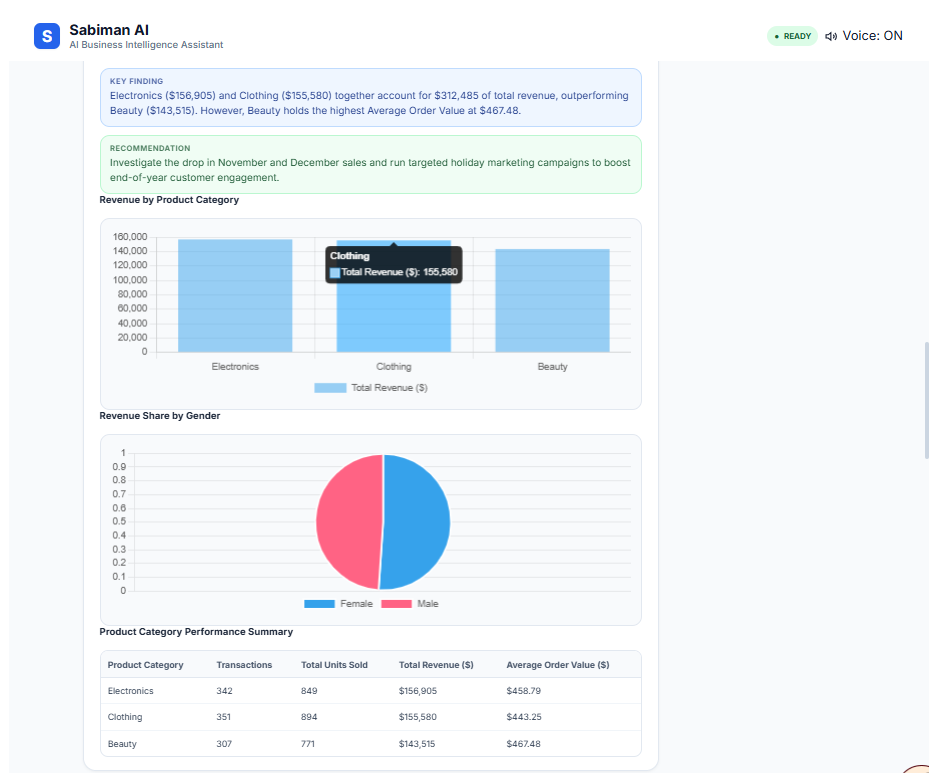 S
Sabiman AI
AI Business Intelligence Assistant
● READY
Voice: ON
KEY FINDING
Electronics ($156,905) and Clothing ($155,580) together account for $312,485 of total revenue, outperforming
Beauty ($143,515). However, Beauty holds the highest Average Order Value at $467.48.
RECOMMENDATION
Investigate the drop in November and December sales and run targeted holiday marketing campaigns to boost
end-of-year customer engagement.
Revenue by Product Category
160,000
140,000
120,000
100,000
80,000
60,000
40,000
20,000
0
Clothing
Total Revenue ($): 155,580
Electronics Clothing Beauty
Total Revenue ($)
Revenue Share by Gender
1
0.9
0.8
0.7
0.6
0.5
0.4
0.3
0.2
0.1
0
Female Male
Product Category Performance Summary
Product Category Transactions Total Units Sold Total Revenue ($) Average Order Value ($)
Electronics 342 849 $156,905 $458.79
Clothing 351 894 $155,580 $443.25
Beauty 307 771 $143,515 $467.48